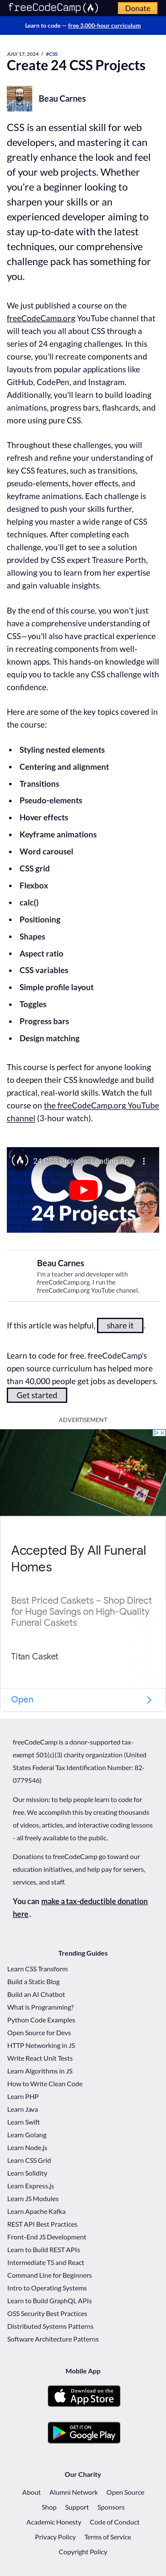 freeCodeCamp(🔥)
Donate
Learn to code — free 3,000-hour curriculum
JULY 17, 2024 / #CSS
Create 24 CSS Projects
Beau Carnes
CSS is an essential skill for web
developers, and mastering it can
greatly enhance the look and feel
of your web projects. Whether
you're a beginner looking to
sharpen your skills or an
experienced developer aiming to
stay up-to-date with the latest
techniques, our comprehensive
challenge pack has something for
you.
We just published a course on the
freeCodeCamp.org YouTube channel that
will teach you all about CSS through a
series of 24 engaging challenges. In this
course, you'll recreate components and
layouts from popular applications like
GitHub, CodePen, and Instagram.
Additionally, you'll learn to build loading
animations, progress bars, flashcards, and
more using pure CSS.
Throughout these challenges, you will
refresh and refine your understanding of
key CSS features, such as transitions,
pseudo-elements, hover effects, and
keyframe animations. Each challenge is
designed to push your skills further,
helping you master a wide range of CSS
techniques. After completing each
challenge, you'll get to see a solution
provided by CSS expert Treasure Porth,
allowing you to learn from her expertise
and gain valuable insights.
By the end of this course, you won't just
have a comprehensive understanding of
CSS—you'll also have practical experience
in recreating components from well-
known apps. This hands-on knowledge will
equip you to tackle any CSS challenge with
confidence.
Here are some of the key topics covered in
the course:
• Styling nested elements
• Centering and alignment
• Transitions
• Pseudo-elements
• Hover effects
• Keyframe animations
• Word carousel
• CSS grid
• Flexbox
• calc()
• Positioning
• Shapes
• Aspect ratio
• CSS variables
• Simple profile layout
• Toggles
• Progress bars
• Design matching
This course is perfect for anyone looking
to deepen their CSS knowledge and build
practical, real-world skills. Watch the full
course on the freeCodeCamp.org YouTube
channel (3-hour watch).
24 CSS Projects: Loading An
CSS
24 Projects
Beau Carnes
I'm a teacher and developer with
freeCodeCamp.org. I run the
freeCodeCamp.org YouTube channel.
If this article was helpful, share it .
Learn to code for free. freeCodeCamp's
open source curriculum has helped more
than 40,000 people get jobs as developers.
Get started
ADVERTISEMENT
Accepted By All Funeral
Homes
Best Priced Caskets – Shop Direct
for Huge Savings on High-Quality
Funeral Caskets
Titan Casket
Open
freeCodeCamp is a donor-supported tax-
exempt 501(c)(3) charity organization (United
States Federal Tax Identification Number: 82-
0779546)
Our mission: to help people learn to code for
free. We accomplish this by creating thousands
of videos, articles, and interactive coding lessons
- all freely available to the public.
Donations to freeCodeCamp go toward our
education initiatives, and help pay for servers,
services, and staff.
You can make a tax-deductible donation
here .
Trending Guides
Learn CSS Transform
Build a Static Blog
Build an AI Chatbot
What is Programming?
Python Code Examples
Open Source for Devs
HTTP Networking in JS
Write React Unit Tests
Learn Algorithms in JS
How to Write Clean Code
Learn PHP
Learn Java
Learn Swift
Learn Golang
Learn Node.js
Learn CSS Grid
Learn Solidity
Learn Express.js
Learn JS Modules
Learn Apache Kafka
REST API Best Practices
Front-End JS Development
Learn to Build REST APIs
Intermediate TS and React
Command Line for Beginners
Intro to Operating Systems
Learn to Build GraphQL APIs
OSS Security Best Practices
Distributed Systems Patterns
Software Architecture Patterns
Mobile App
Download on the
App Store
GET IT ON
Google Play
Our Charity
About Alumni Network Open Source
Shop Support Sponsors
Academic Honesty Code of Conduct
Privacy Policy Terms of Service
Copyright Policy